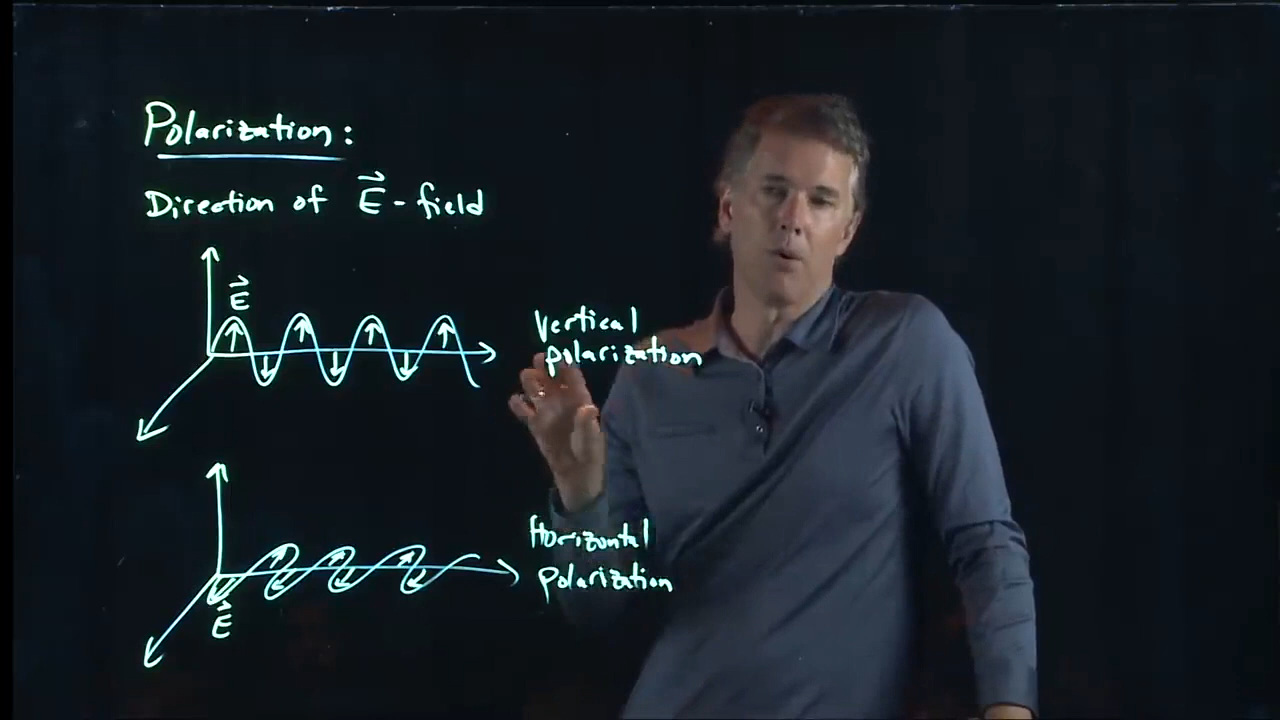 Polarization:
Direction of E⃗-field
E⃗
Vertical
polarization
Horizontal
polarization
E⃗